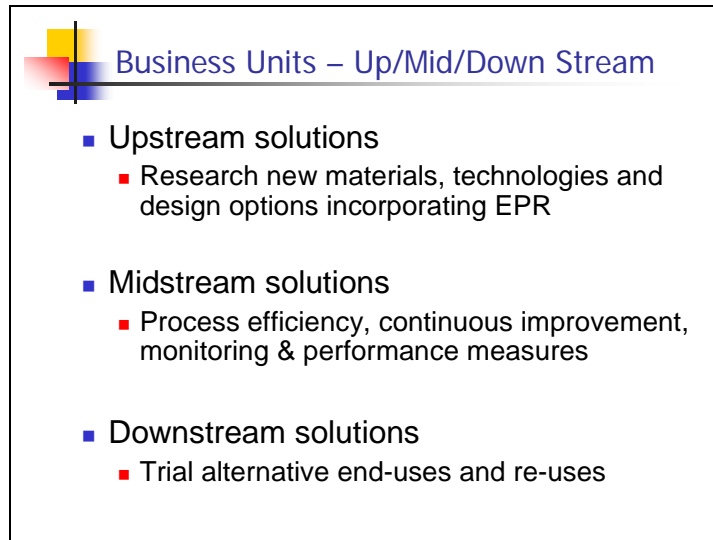 Business Units – Up/Mid/Down Stream
Upstream solutions
Research new materials, technologies and
design options incorporating EPR
Midstream solutions
Process efficiency, continuous improvement,
monitoring & performance measures
Downstream solutions
Trial alternative end-uses and re-uses